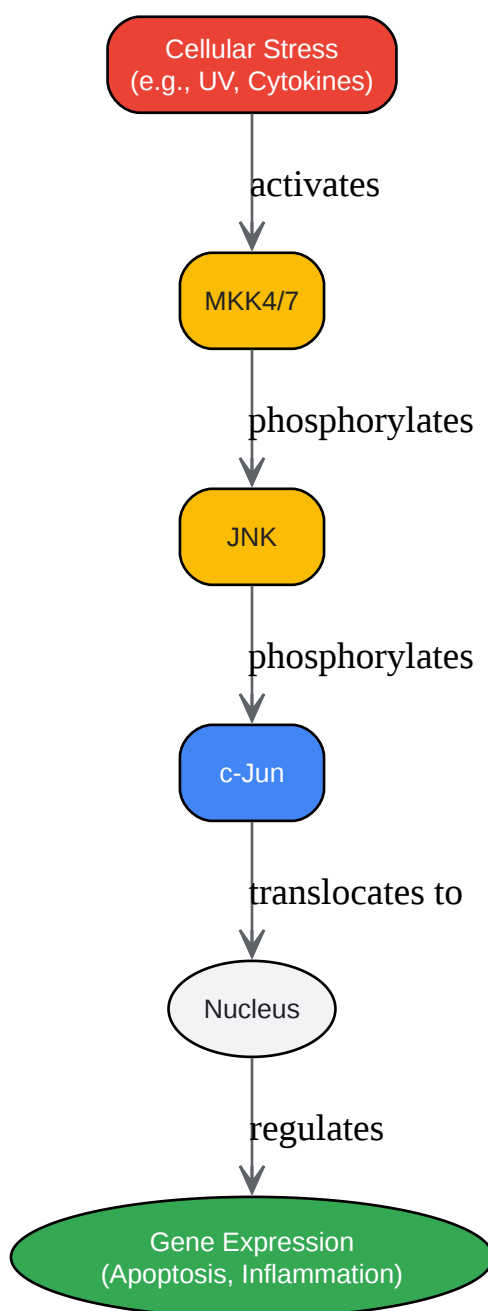 Cellular Stress
(e.g., UV, Cytokines)
activates
MKK4/7
phosphorylates
JNK
phosphorylates
c-Jun
translocates to
Nucleus
regulates
Gene Expression
(Apoptosis, Inflammation)